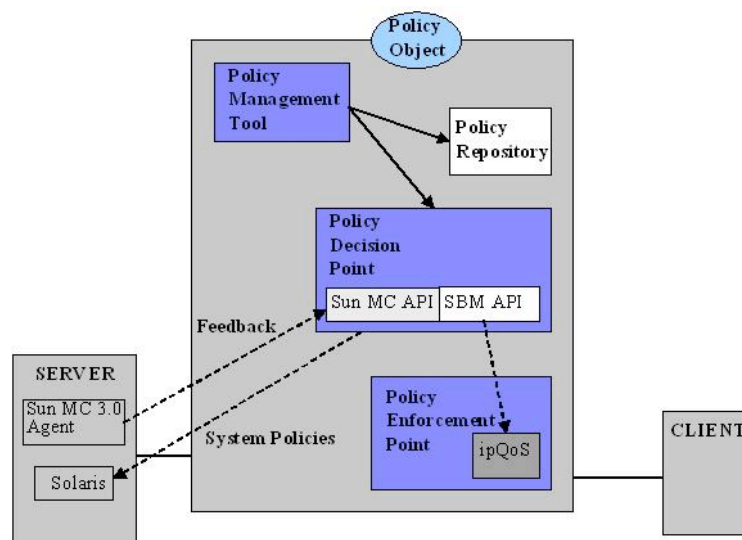 Policy
Object
Policy
Management
Tool
Policy
Repository
Policy
Decision
Point
Sun MC API
SBM API
Feedback
SERVER
Sun MC 3.0
Agent
Solaris
System Policies
Policy
Enforcement
Point
ipQoS
CLIENT